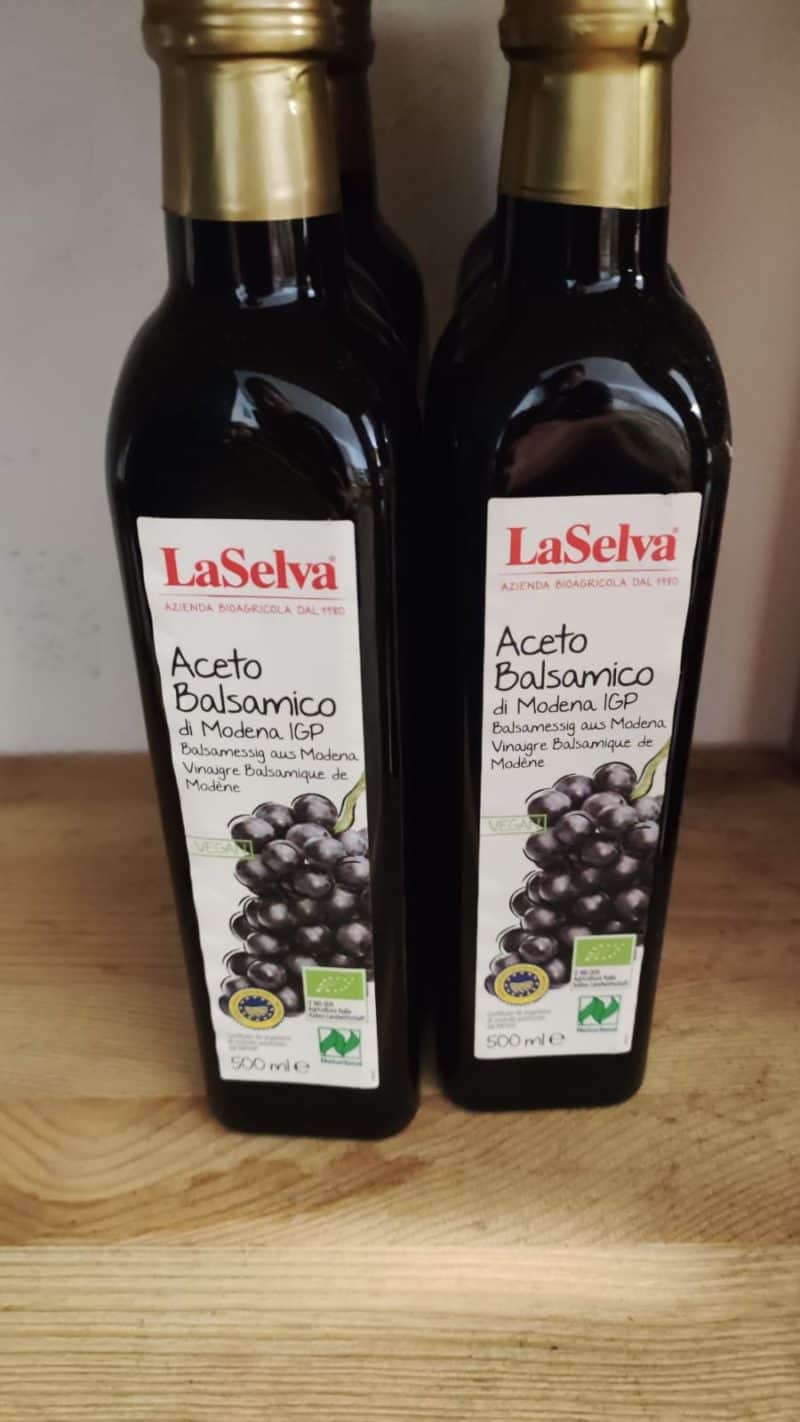 LaSelva
AZIENDA BIOAGRICOLA DAL 1980
Aceto
Balsamico
di Modena IGP
Balsamessig aus Modena
Vinaigre Balsamique de
Modène
VEGAN
500 ml e
LaSelva
AZIENDA BIOAGRICOLA DAL 1980
Aceto
Balsamico
di Modena IGP
Balsamessig aus Modena
Vinaigre Balsamique de
Modène
VEGAN
Naturland
500 ml e